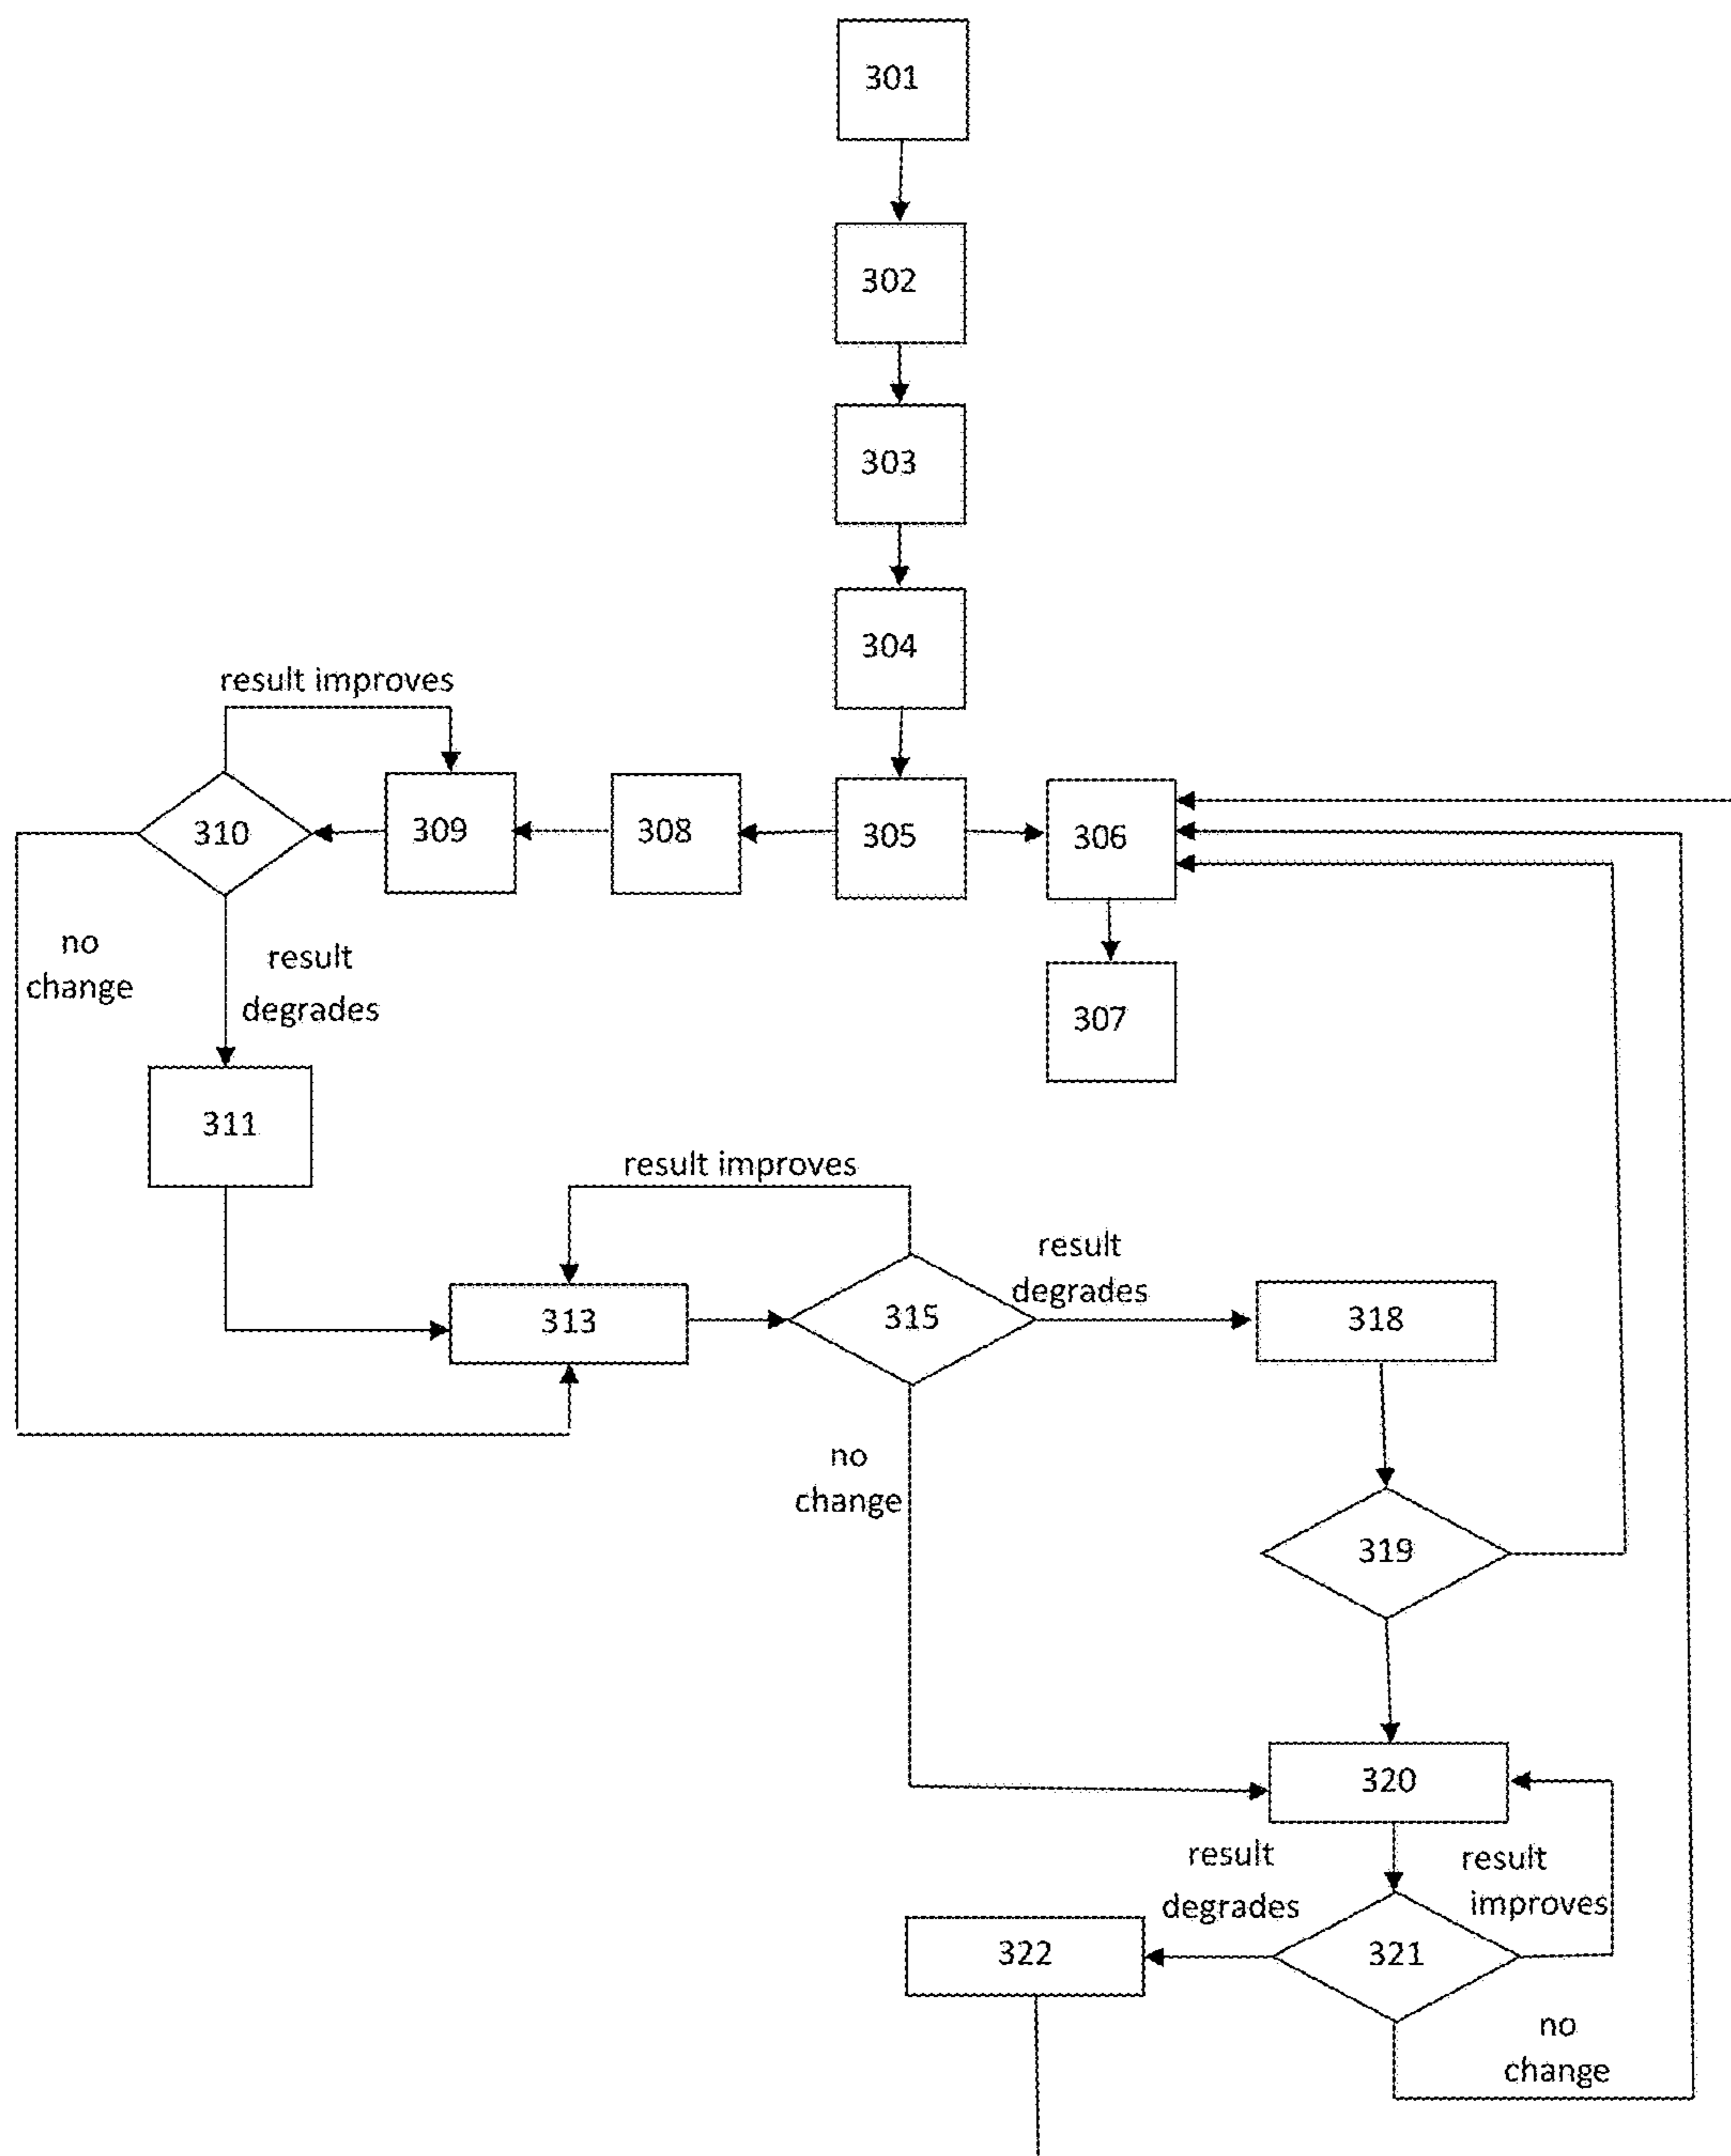 301
302
303
304
result improves
310
309
308
305
306
no
change
result
degrades
307
311
result improves
result
degrades
313
315
318
no
change
319
320
result
degrades
result
improves
322
321
no
change